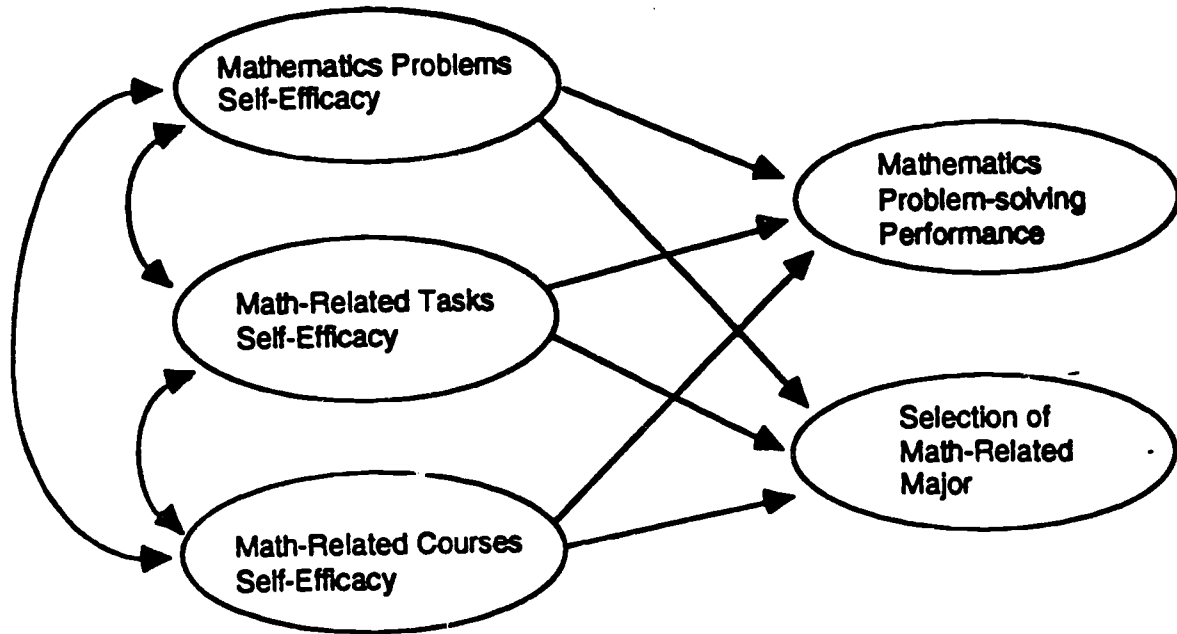 Mathematics Problems
Self-Efficacy
Mathematics
Problem-solving
Performance
Math-Related Tasks
Self-Efficacy
Selection of
Math-Related
Major
Math-Related Courses
Self-Efficacy